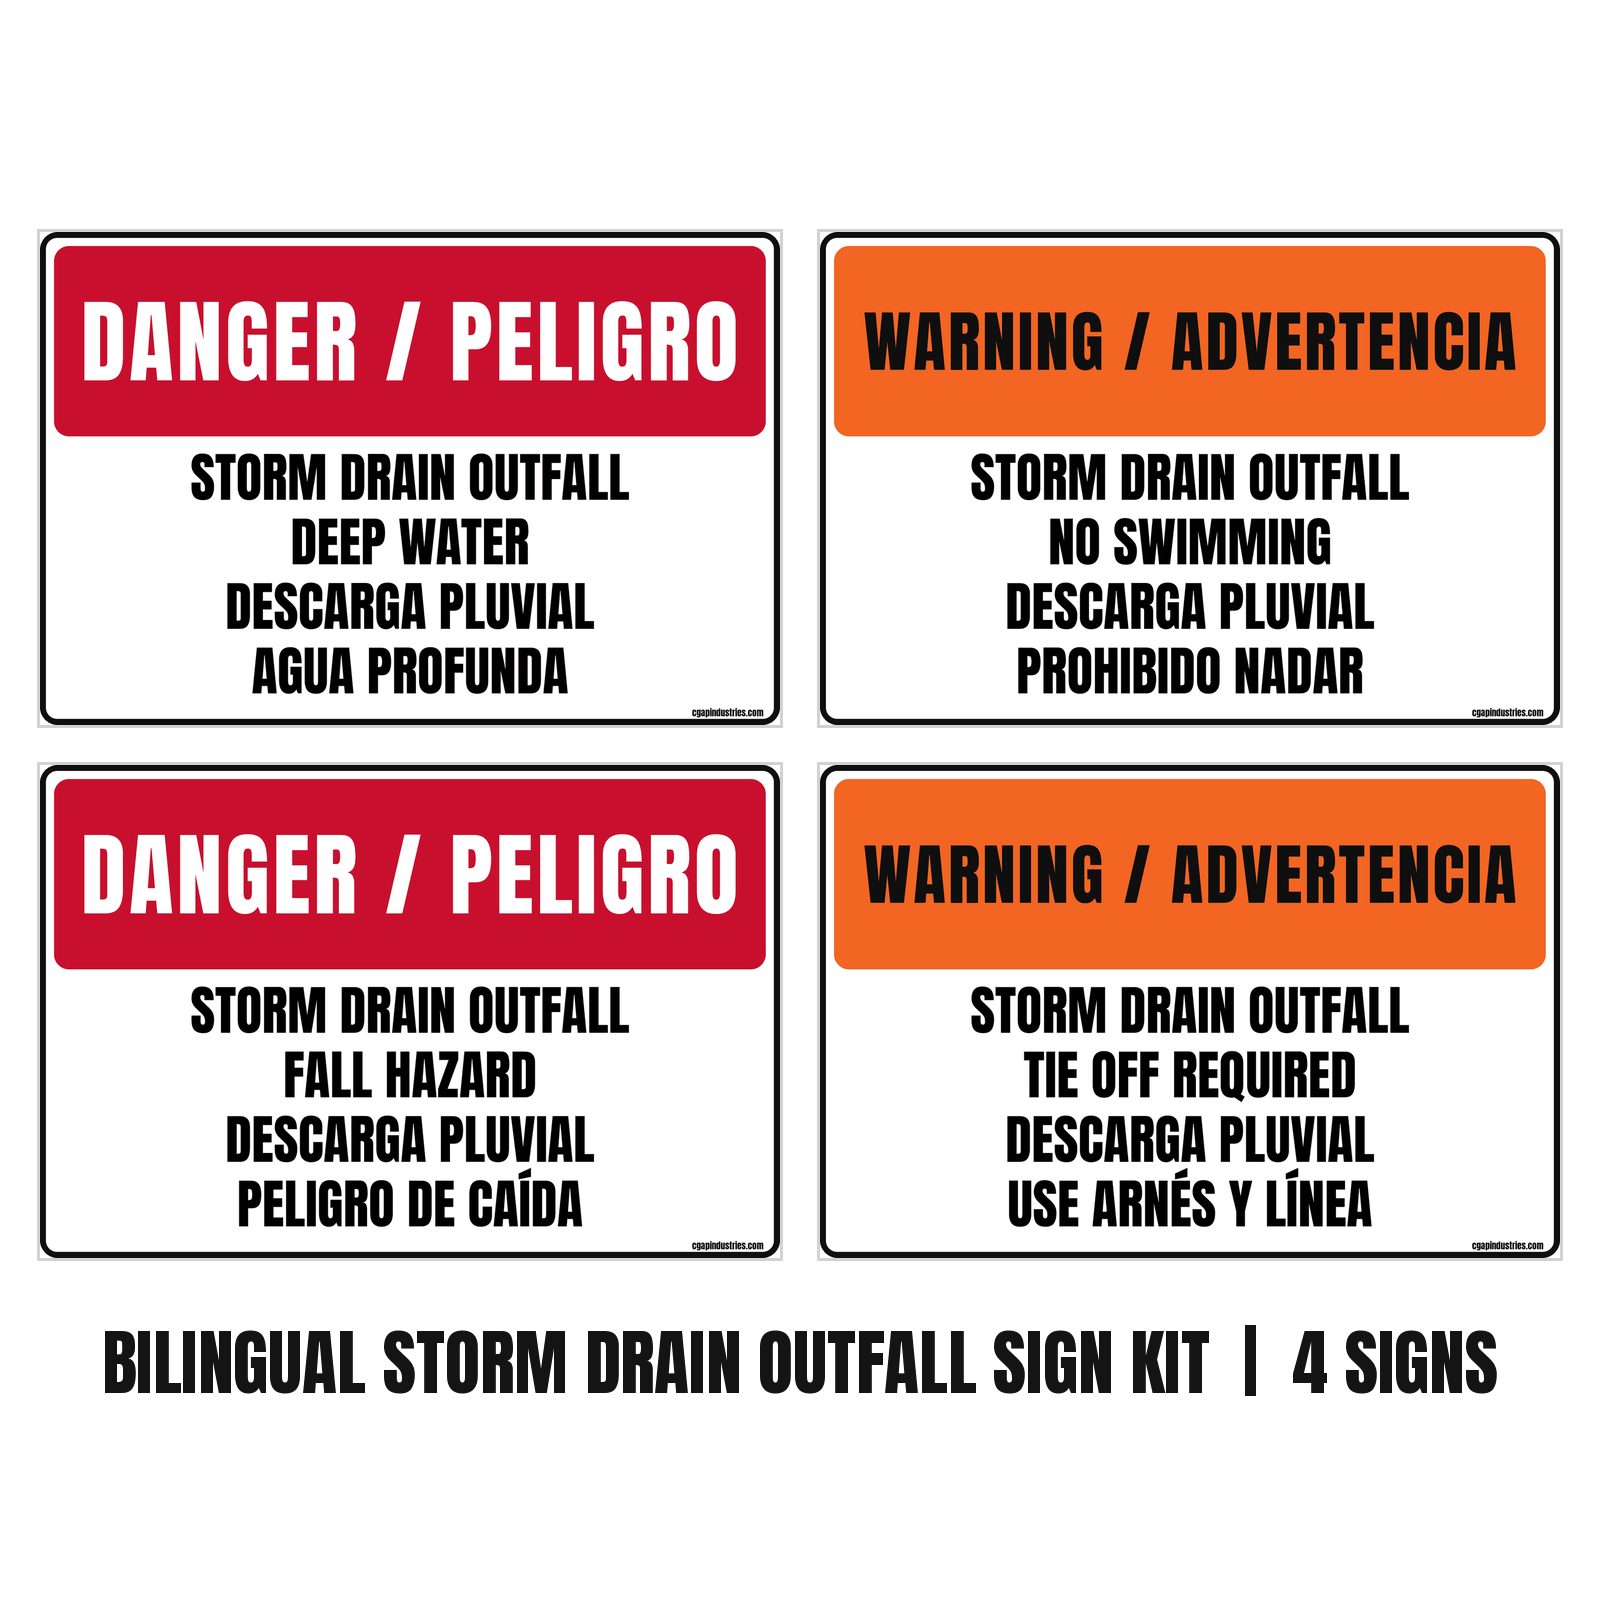 DANGER / PELIGRO
STORM DRAIN OUTFALL
DEEP WATER
DESCARGA PLUVIAL
AGUA PROFUNDA
cgapindustries.com
WARNING / ADVERTENCIA
STORM DRAIN OUTFALL
NO SWIMMING
DESCARGA PLUVIAL
PROHIBIDO NADAR
cgapindustries.com
DANGER / PELIGRO
STORM DRAIN OUTFALL
FALL HAZARD
DESCARGA PLUVIAL
PELIGRO DE CAÍDA
cgapindustries.com
WARNING / ADVERTENCIA
STORM DRAIN OUTFALL
TIE OFF REQUIRED
DESCARGA PLUVIAL
USE ARNÉS Y LÍNEA
cgapindustries.com
BILINGUAL STORM DRAIN OUTFALL SIGN KIT | 4 SIGNS